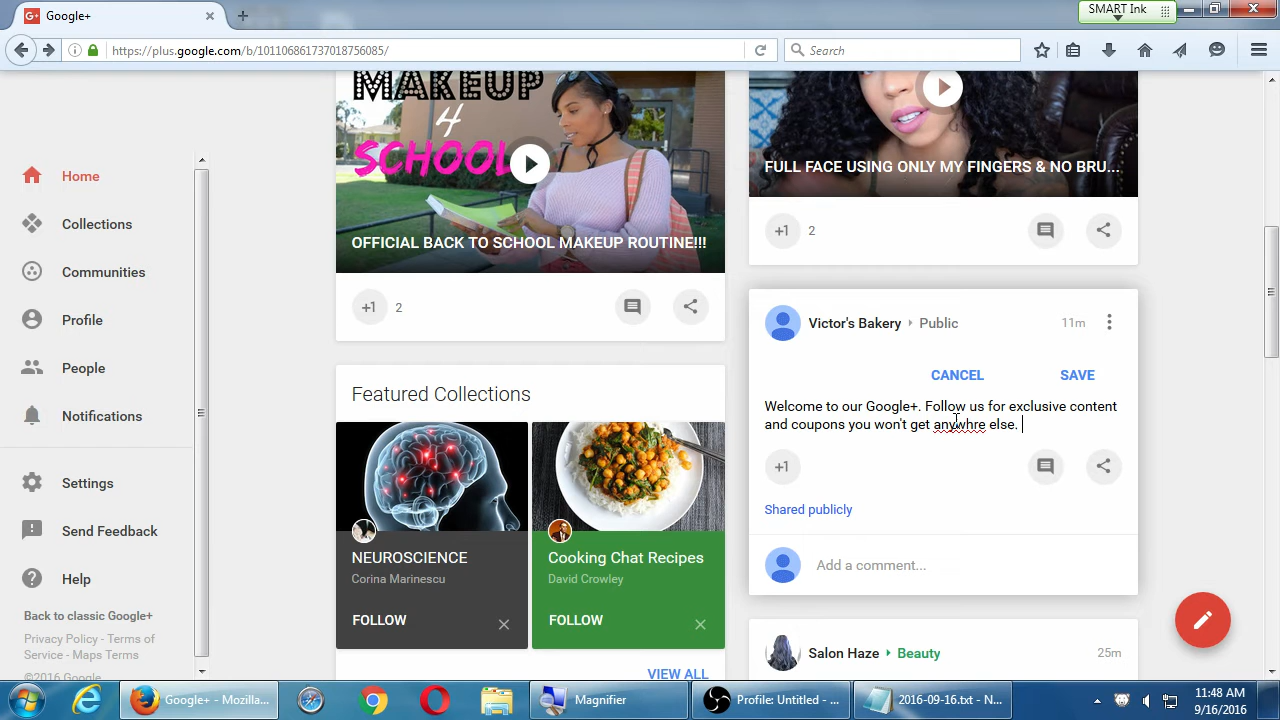 Google+
SMART Ink
https://plus.google.com/b/101106861737018756085/
Search
Home
Collections
Communities
Profile
People
Notifications
Settings
Send Feedback
Help
Back to classic Google+
Privacy Policy - Terms of
Service - Maps Terms
©2016 Google
MAKEUP
4
SCHOOL
OFFICIAL BACK TO SCHOOL MAKEUP ROUTINE!!!
+1
2
Featured Collections
NEUROSCIENCE
Corina Marinescu
FOLLOW
Cooking Chat Recipes
David Crowley
FOLLOW
VIEW ALL
FULL FACE USING ONLY MY FINGERS & NO BRU...
+1
2
Victor's Bakery
Public
11m
CANCEL
SAVE
Welcome to our Google+. Follow us for exclusive content
and coupons you won't get anywhre else.
+1
Shared publicly
Add a comment...
Salon Haze
Beauty
25m
Google+ - Mozilla...
Magnifier
Profile: Untitled - ...
2016-09-16.txt - N...
11:48 AM
9/16/2016